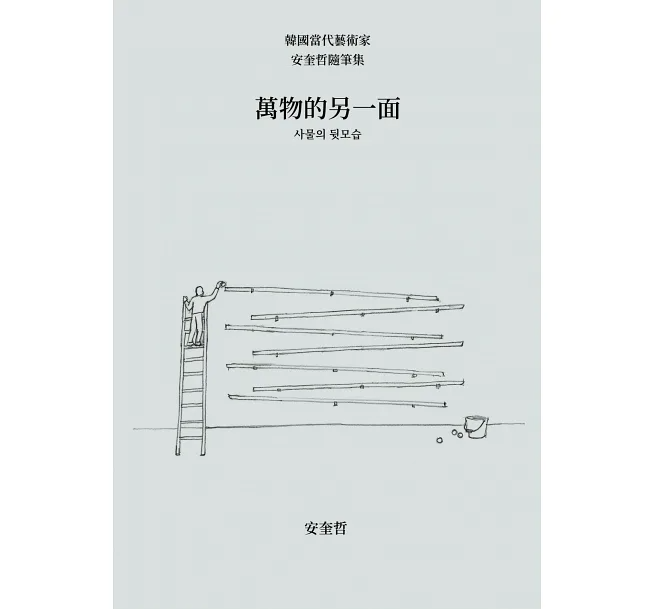 韓國當代藝術家
安奎哲隨筆集
萬物的另一面
사물의 뒷모습
安奎哲